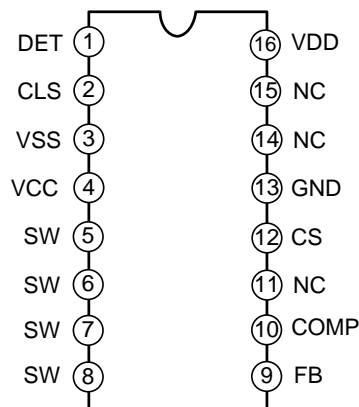 DET 1 16 VDD
CLS 2 15 NC
VSS 3 14 NC
VCC 4 13 GND
SW 5 12 CS
SW 6 11 NC
SW 7 10 COMP
SW 8 9 FB